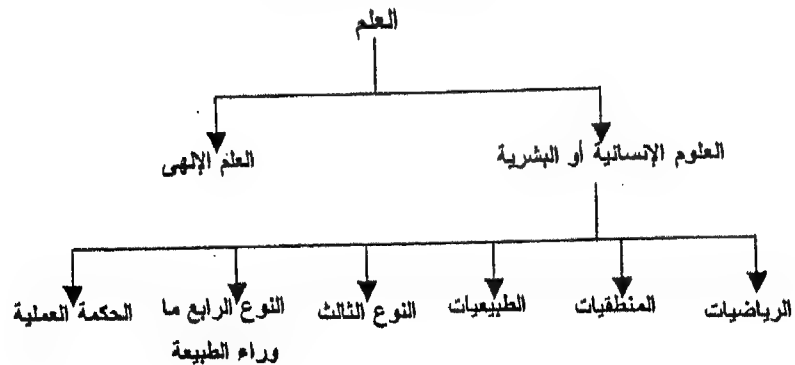 العلم
العلوم الإنسانية أو البشرية
العلم الإلهى
الرياضيات
المنطقيات
الطبيعيات
النوع الثالث
النوع الرابع ما
وراء الطبيعة
الحكمة العملية